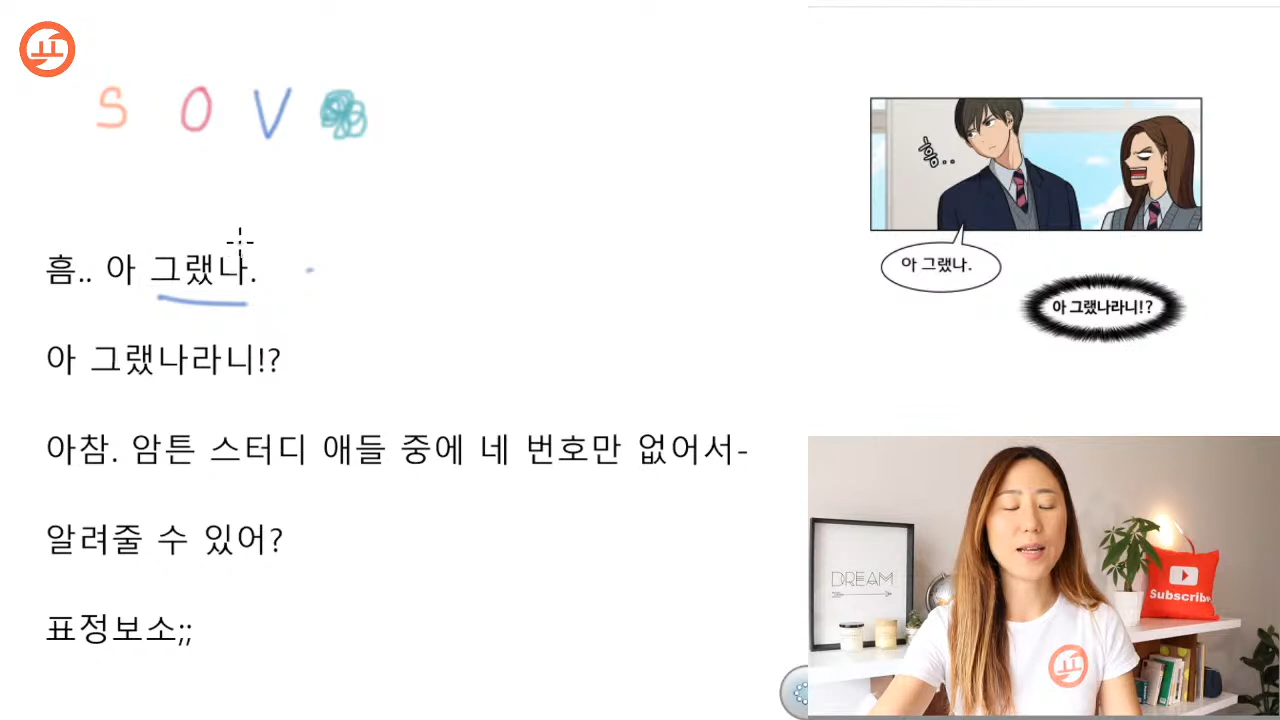 S O V
흠.. 아 그랬나.
아 그랬나라니!?
아참. 암튼 스터디 애들 중에 네 번호만 없어서-
알려줄 수 있어?
표정보소;;
흠..
아 그랬나.
아 그랬나라니!?
DREAM
Subscribe